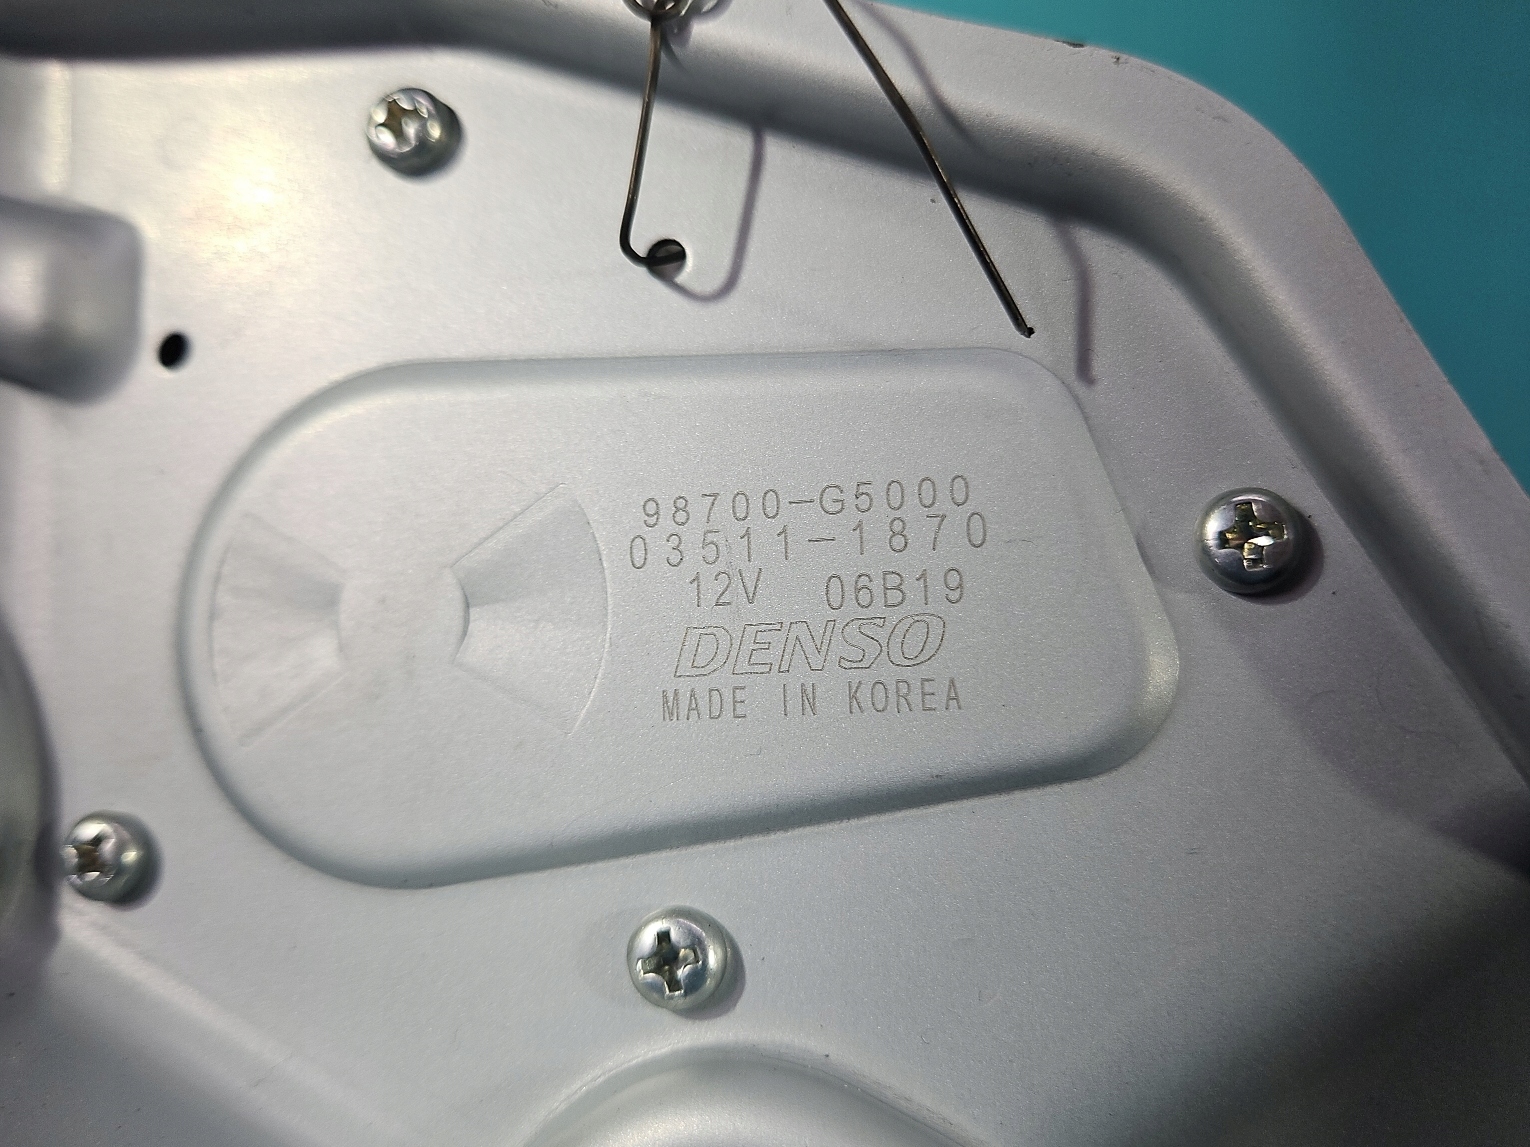 98700-G5000
03511-1870
12V 06B19
DENSO
MADE IN KOREA